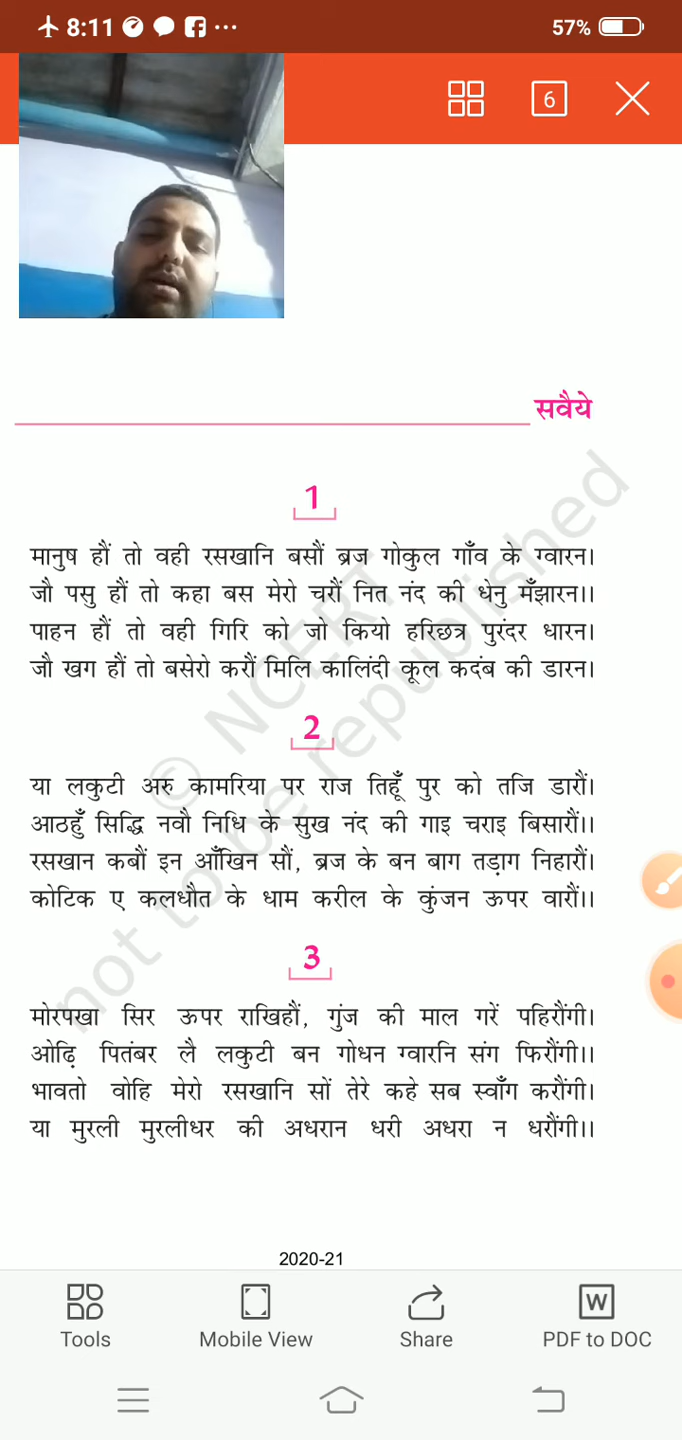 8:11
57%
6
सवैये
1
मानुष हौं तो वही रसखानि बसौं ब्रज गोकुल गाँव के ग्वारन।
जौ पसु हौं तो कहा बस मेरो चरौं नित नंद की धेनु मँझारन।।
पाहन हौं तो वही गिरि को जो कियो हरिछत्र पुरंदर धारन।
जौ खग हौं तो बसेरो करौं मिलि कालिंदी कूल कदंब की डारन।
2
या लकुटी अरु कामरिया पर राज तिहूँ पुर को तजि डारौं।
आठहुँ सिद्धि नवौ निधि के सुख नंद की गाइ चराइ बिसारौं।।
रसखान कबौं इन आँखिन सौं, ब्रज के बन बाग तड़ाग निहारौं।
कोटिक ए कलधौत के धाम करील के कुंजन ऊपर वारौं।।
3
मोरपखा सिर ऊपर राखिहौं, गुंज की माल गरें पहिरौंगी।
ओढ़ि पितंबर लै लकुटी बन गोधन ग्वारनि संग फिरौंगी।।
भावतो वोहि मेरो रसखानि सों तेरे कहे सब स्वाँग करौंगी।
या मुरली मुरलीधर की अधरान धरी अधरा न धरौंगी।।
© NCERT
not to be republished
2020-21
Tools
Mobile View
Share
W
PDF to DOC